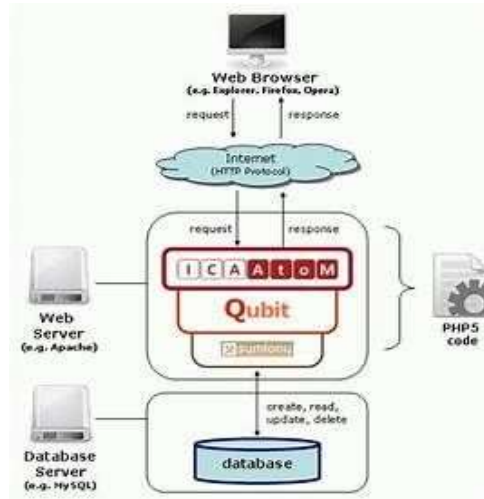 Web Browser
(e.g. Explorer, Firefox, Opera)
request
response
Internet
(HTTP Protocol)
request
response
ICAAtoM
Qubit
symfony
Web
Server
(e.g. Apache)
PHP5
code
create, read,
update, delete
database
Database
Server
(e.g. MySQL)